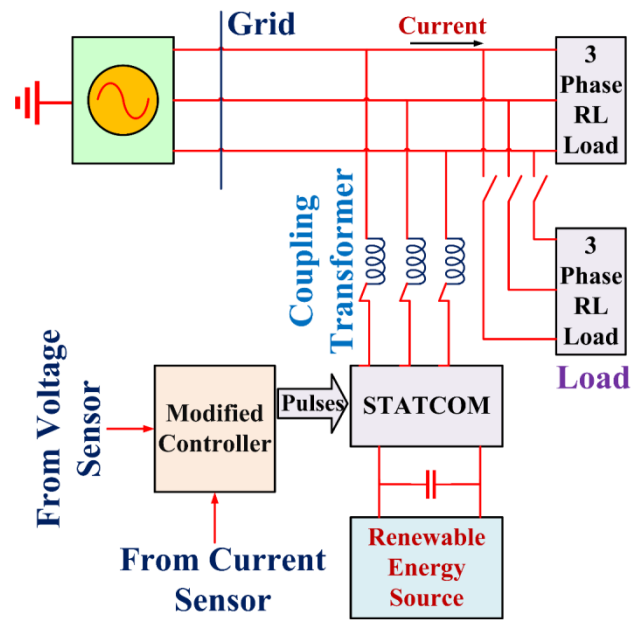 Grid
Current
3
Phase
RL
Load
Coupling
Transformer
3
Phase
RL
Load
Load
From Voltage
Sensor
Modified
Controller
Pulses
STATCOM
From Current
Sensor
Renewable
Energy
Source